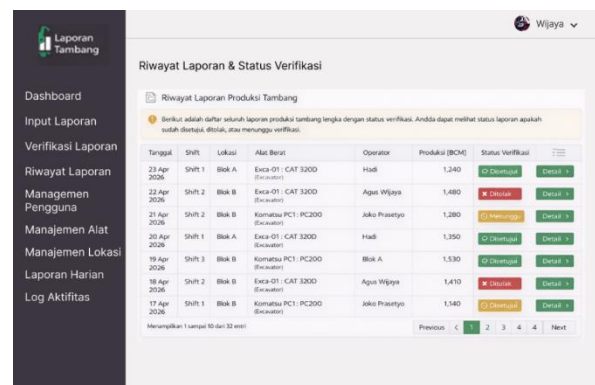 Laporan
Tambang
Wijaya
Riwayat Laporan & Status Verifikasi
Dashboard
Input Laporan
Verifikasi Laporan
Riwayat Laporan
Managemen
Pengguna
Manajemen Alat
Manajemen Lokasi
Laporan Harian
Log Aktifitas
Riwayat Laporan Produksi Tambang
Berikut adalah daftar seluruh laporan produksi tambang lengka dengan status verifikasi. Andda dapat melihat status laporan apakah
sudah disetujui, ditolak, atau menunggu verifikasi.
Tanggal Shift Lokasi Alat Berat Operator Produksi [BCM] Status Verifikasi
23 Apr 2026 Shift 1 Blok A Exca-01 : CAT 320D (Excavator) Hadi 1,240 Disetujui Detail >
22 Apr 2026 Shift 2 Blok B Exca-01 : CAT 320D (Excavator) Agus Wijaya 1,480 Ditolak Detail >
21 Apr 2026 Shift 2 Blok B Komatsu PC1: PC200 (Excavator) Joko Prasetyo 1,280 Menunggu Detail >
20 Apr 2026 Shift 1 Blok A Exca-01 : CAT 320D (Excavator) Hadi 1,350 Disetujui Detail >
19 Apr 2026 Shift 3 Blok B Komatsu PC1: PC200 (Excavator) Blok A 1,530 Disetujui Detail >
18 Apr 2026 Shift 2 Blok B Exca-01 : CAT 320D (Excavator) Agus Wijaya 1,410 Ditolak Detail >
17 Apr 2026 Shift 1 Blok B Komatsu PC1: PC200 (Excavator) Joko Prasetyo 1,140 Disetujui Detail >
Menampilkan 1 sampai 10 dari 32 entri
Previous < 1 2 3 4 4 Next